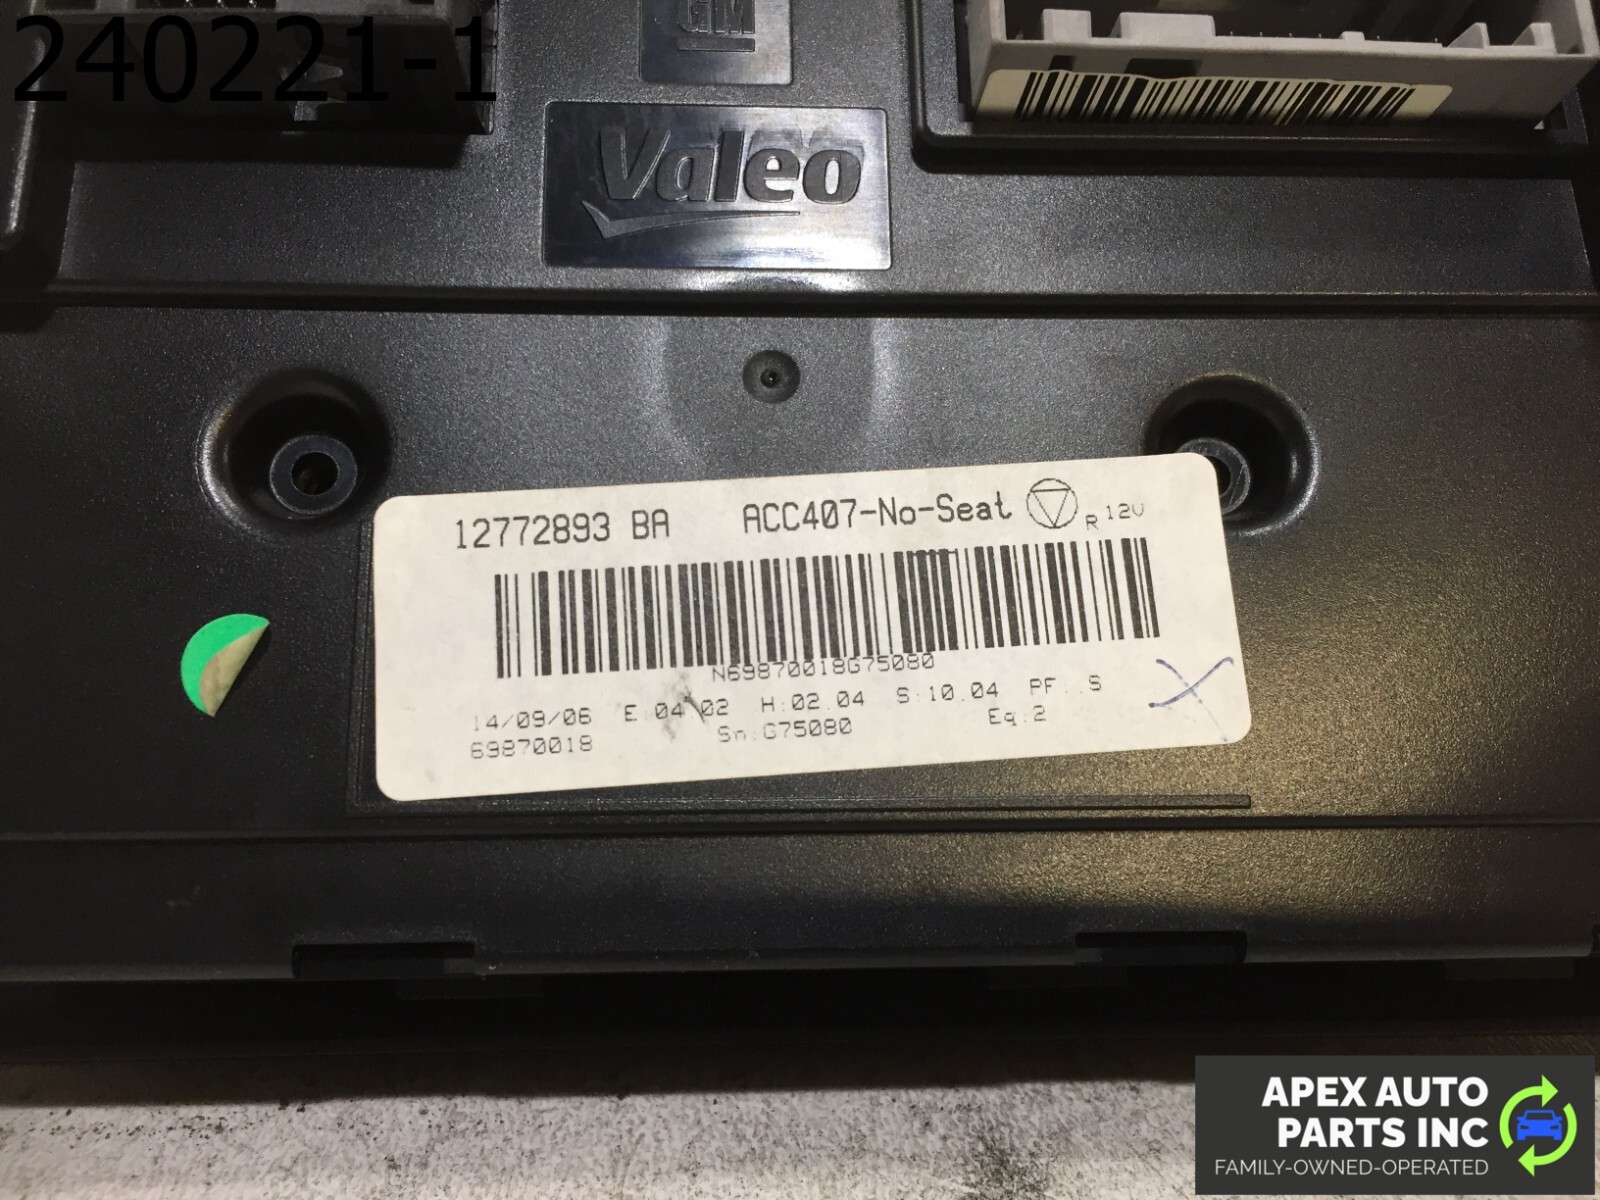 240221-1
GM
Valeo
12772893 BA ACC407-No-Seat R 12V
N69870018G75080
14/09/06 E:04 02 H:02.04 S:10.04 PF:.S
69870018 Sn:G75080 Eq:2
APEX AUTO
PARTS INC
FAMILY-OWNED-OPERATED